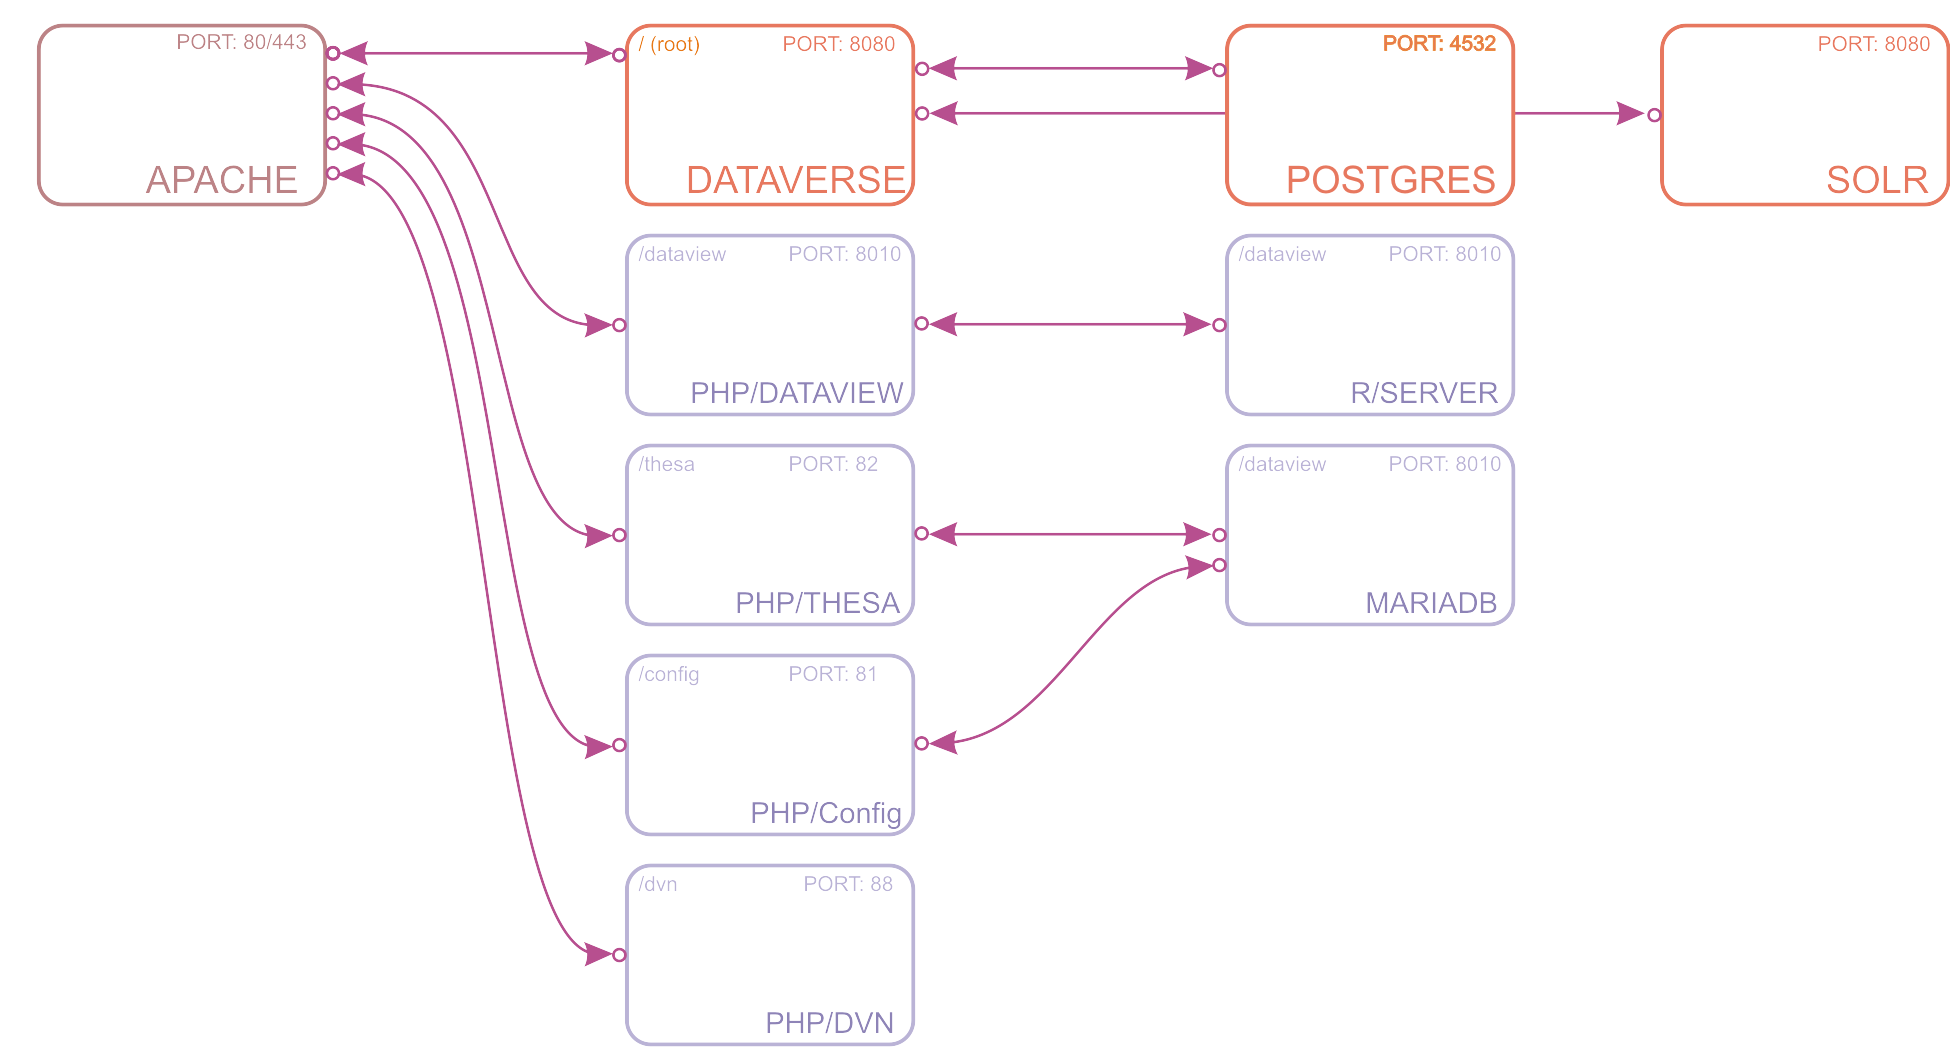 PORT: 80/443
APACHE
/ (root) PORT: 8080
DATAVERSE
PORT: 4532
POSTGRES
PORT: 8080
SOLR
/dataview PORT: 8010
PHP/DATAVIEW
/dataview PORT: 8010
R/SERVER
/thesa PORT: 82
PHP/THESA
/dataview PORT: 8010
MARIADB
/config PORT: 81
PHP/Config
/dvn PORT: 88
PHP/DVN